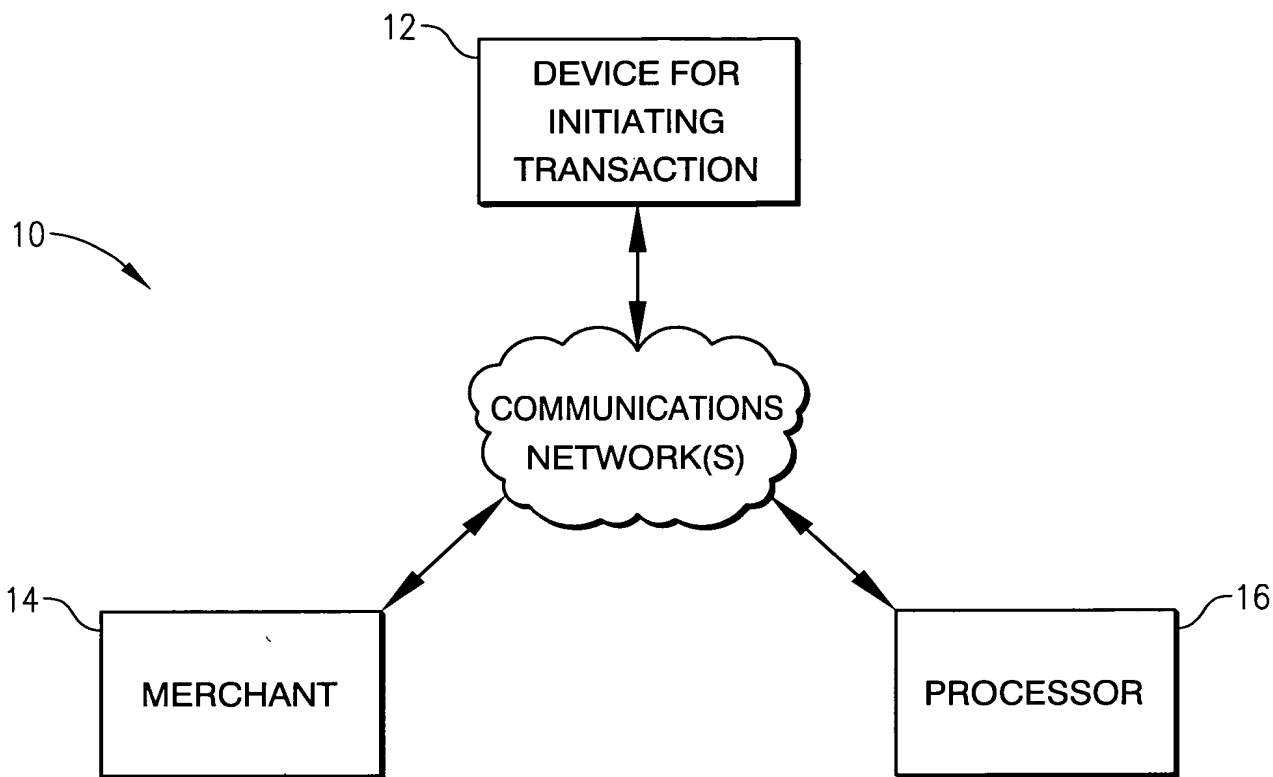 12
DEVICE FOR
INITIATING
TRANSACTION
10
COMMUNICATIONS
NETWORK(S)
14
MERCHANT
16
PROCESSOR